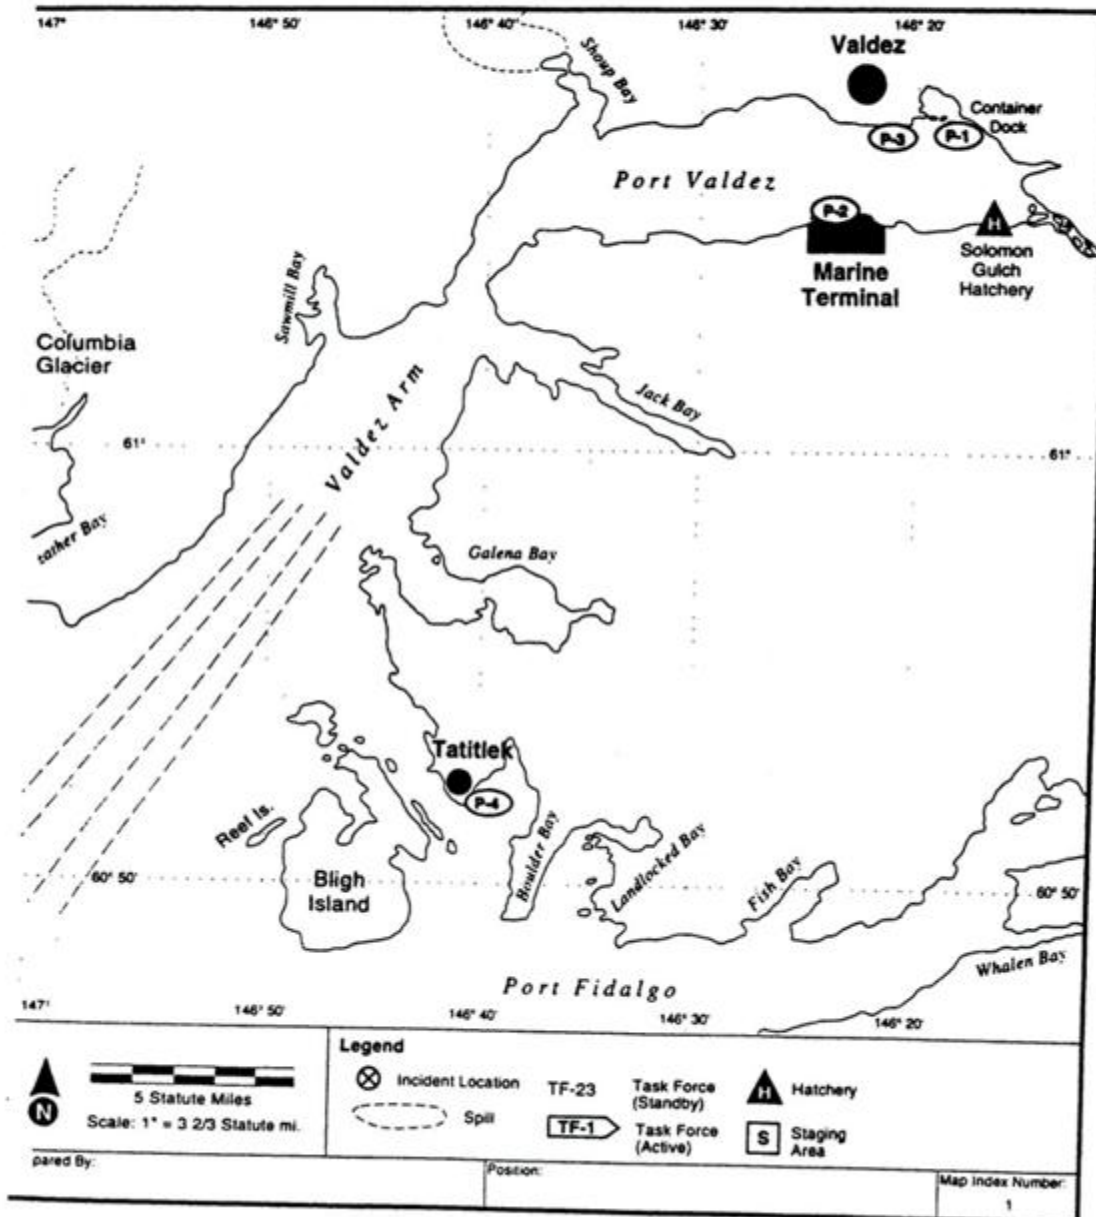 147°
146° 50'
146° 40'
146° 30'
146° 20'
Valdez
Shoup Bay
Container
Dock
P-3
P-1
Port Valdez
P-2
H
Marine
Terminal
Solomon
Gulch
Hatchery
Sawmill Bay
Columbia
Glacier
Valdez Arm
Jack Bay
61°
61°
Galena Bay
Tatitlek
P-4
Reef Is.
Bligh
Island
Boulder Bay
Landlocked Bay
Fish Bay
60° 50'
60° 50'
Whalen Bay
Port Fidalgo
147°
146° 50'
146° 40'
146° 30'
146° 20'
N
5 Statute Miles
Scale: 1" = 3 2/3 Statute mi.
Legend
Incident Location
Spill
TF-23
Task Force
(Standby)
TF-1
Task Force
(Active)
H
Hatchery
S
Staging
Area
pared By:
Position:
Map Index Number:
1